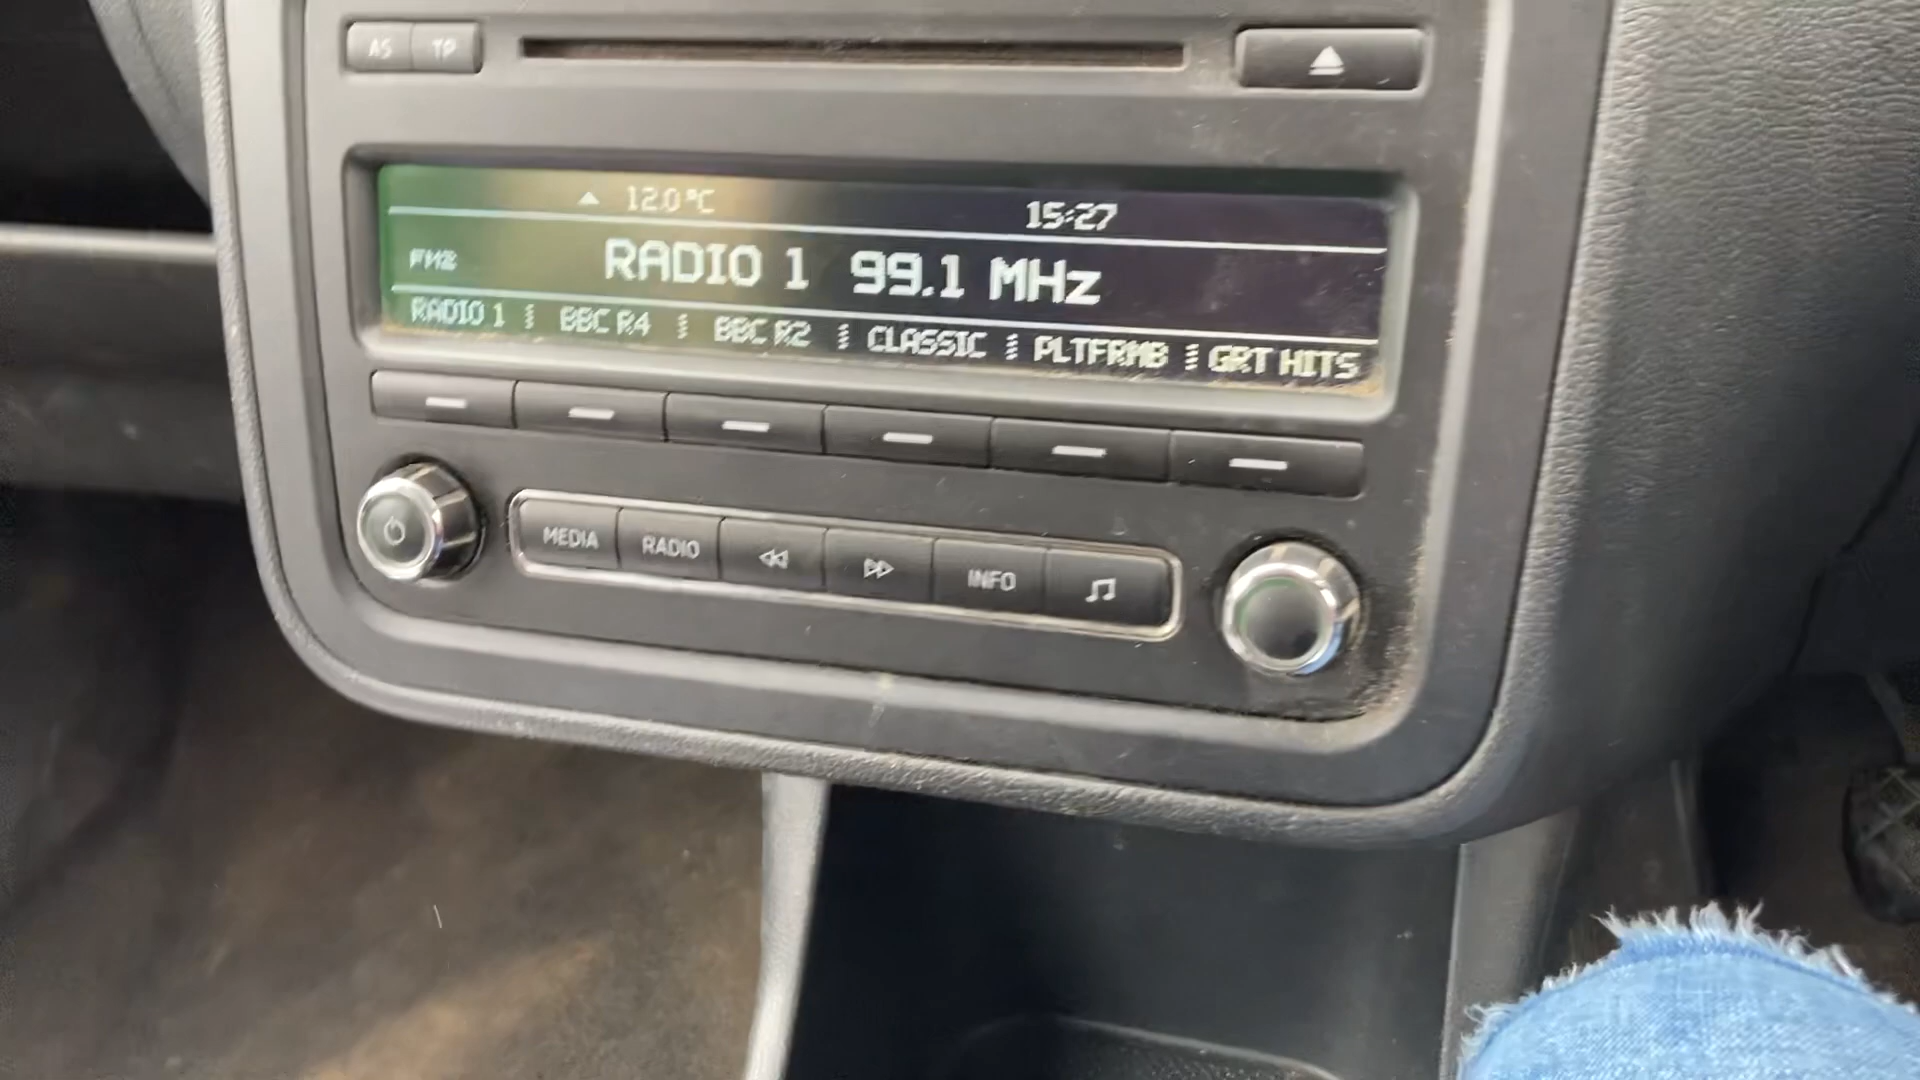 AS TP
12.0°C 15:27
FM2 RADIO 1 99.1 MHz
RADIO 1 BBC R4 BBC R2 CLASSIC PLTFRMB GRT HITS
MEDIA RADIO INFO